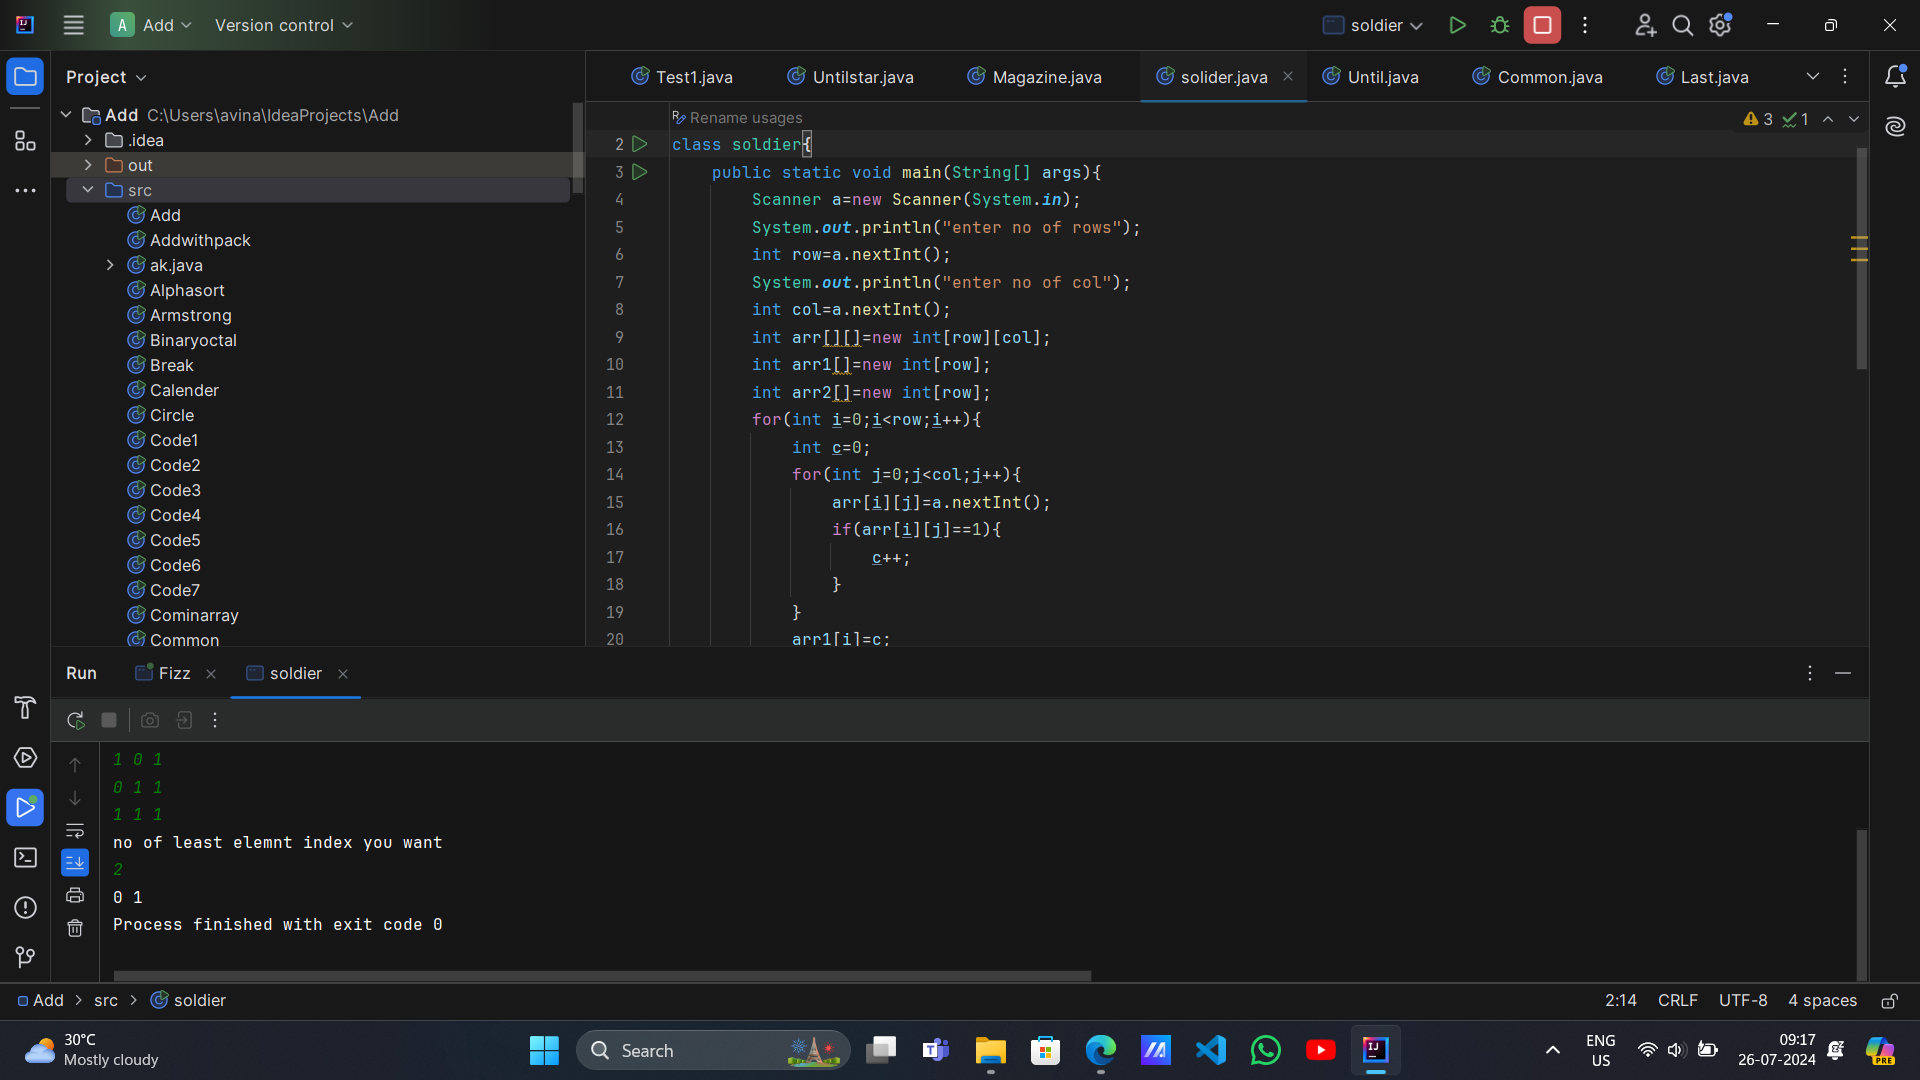 A Add Version control soldier
Project
Test1.java Untilstar.java Magazine.java solider.java Until.java Common.java Last.java
Add C:\Users\avina\IdeaProjects\Add
.idea
out
src
Add
Addwithpack
ak.java
Alphasort
Armstrong
Binaryoctal
Break
Calender
Circle
Code1
Code2
Code3
Code4
Code5
Code6
Code7
Cominarray
Common
Rename usages
3 1
2 class soldier{
3 public static void main(String[] args){
4 Scanner a=new Scanner(System.in);
5 System.out.println("enter no of rows");
6 int row=a.nextInt();
7 System.out.println("enter no of col");
8 int col=a.nextInt();
9 int arr[][]=new int[row][col];
10 int arr1[]=new int[row];
11 int arr2[]=new int[row];
12 for(int i=0;i<row;i++){
13 int c=0;
14 for(int j=0;j<col;j++){
15 arr[i][j]=a.nextInt();
16 if(arr[i][j]==1){
17 c++;
18 }
19 }
20 arr1[i]=c;
Run Fizz soldier
1 0 1
0 1 1
1 1 1
no of least elemnt index you want
2
0 1
Process finished with exit code 0
Add > src > soldier 2:14 CRLF UTF-8 4 spaces
30°C
Mostly cloudy
Search
ENG
US
09:17
26-07-2024
PRE